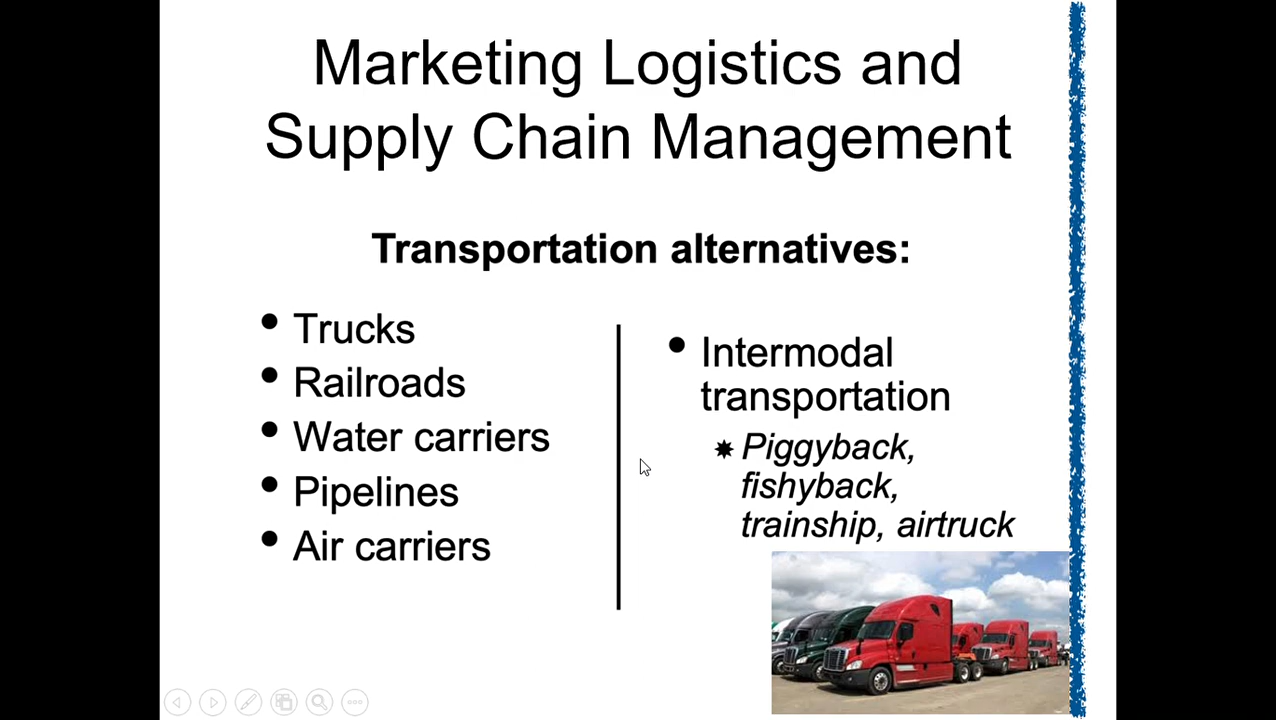 Marketing Logistics and
Supply Chain Management
Transportation alternatives:
Trucks
Railroads
Water carriers
Pipelines
Air carriers
Intermodal
transportation
Piggyback,
fishyback,
trainship, airtruck